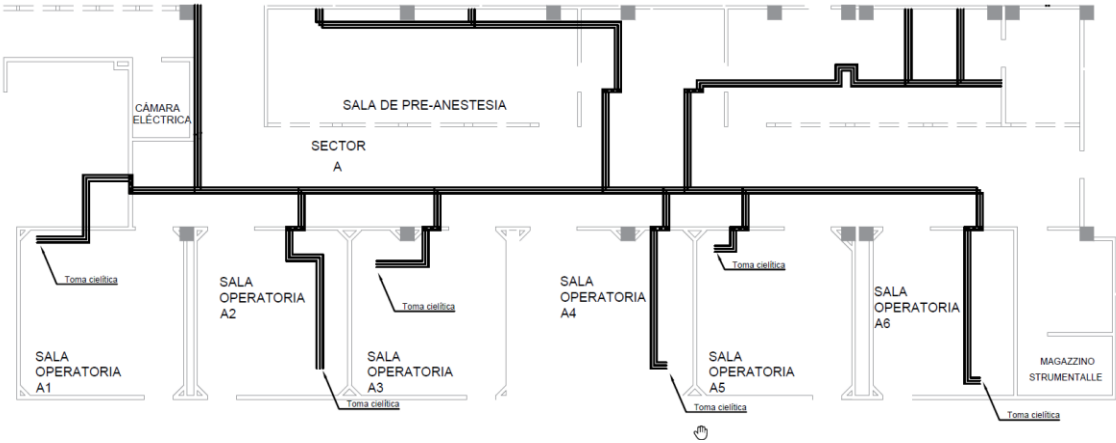 CÁMARA
ELÉCTRICA
SALA DE PRE-ANESTESIA
SECTOR
A
Toma cielítica
SALA
OPERATORIA
A2
Toma cielítica
SALA
OPERATORIA
A4
Toma cielítica
SALA
OPERATORIA
A6
SALA
OPERATORIA
A1
SALA
OPERATORIA
A3
SALA
OPERATORIA
A5
MAGAZZINO
STRUMENTALLE
Toma cielítica
Toma cielítica
Toma cielítica